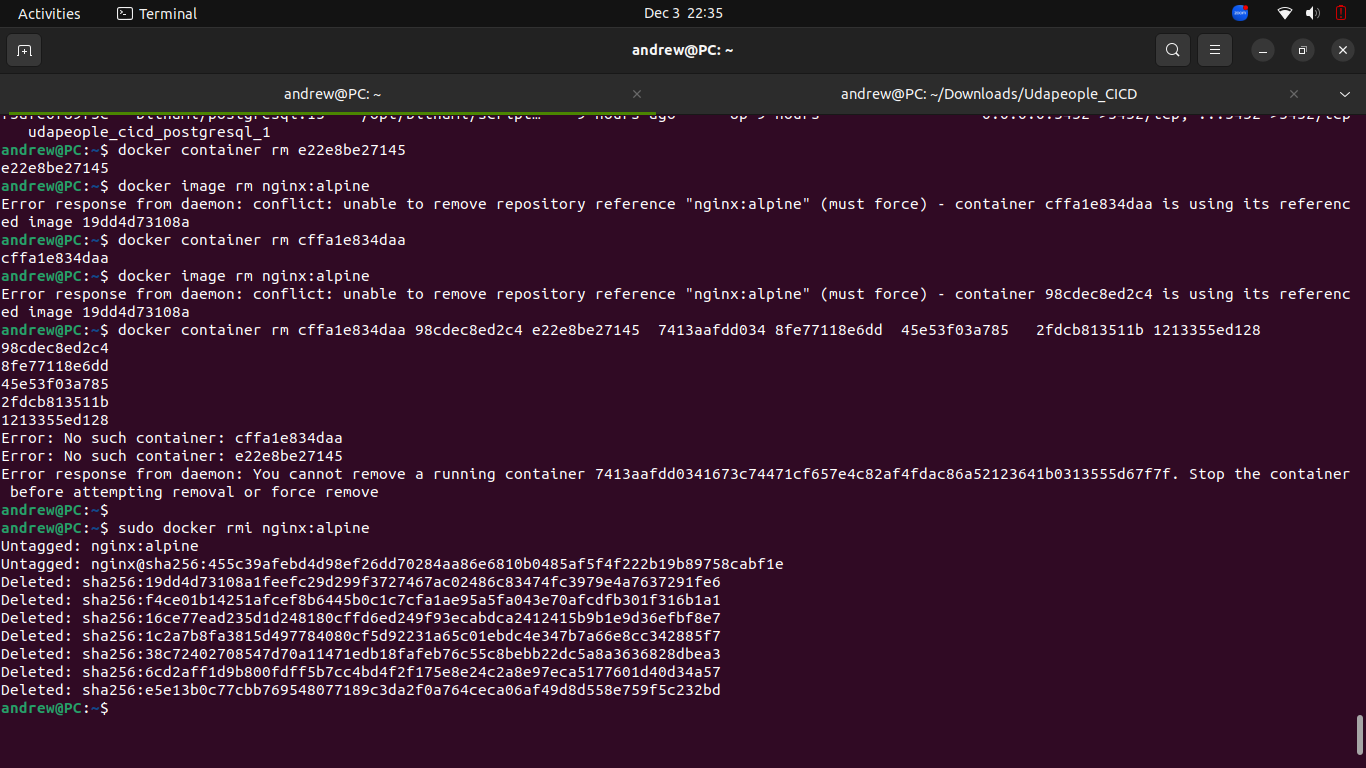 Activities
Terminal
Dec 3 22:35
zoom
andrew@PC: ~
andrew@PC: ~
andrew@PC: ~/Downloads/Udapeople_CICD
udapeople_cicd_postgresql_1
andrew@PC:~$ docker container rm e22e8be27145
e22e8be27145
andrew@PC:~$ docker image rm nginx:alpine
Error response from daemon: conflict: unable to remove repository reference "nginx:alpine" (must force) - container cffa1e834daa is using its referenc
ed image 19dd4d73108a
andrew@PC:~$ docker container rm cffa1e834daa
cffa1e834daa
andrew@PC:~$ docker image rm nginx:alpine
Error response from daemon: conflict: unable to remove repository reference "nginx:alpine" (must force) - container 98cdec8ed2c4 is using its referenc
ed image 19dd4d73108a
andrew@PC:~$ docker container rm cffa1e834daa 98cdec8ed2c4 e22e8be27145  7413aafdd034 8fe77118e6dd  45e53f03a785   2fdcb813511b 1213355ed128
98cdec8ed2c4
8fe77118e6dd
45e53f03a785
2fdcb813511b
1213355ed128
Error: No such container: cffa1e834daa
Error: No such container: e22e8be27145
Error response from daemon: You cannot remove a running container 7413aafdd0341673c74471cf657e4c82af4fdac86a52123641b0313555d67f7f. Stop the container
 before attempting removal or force remove
andrew@PC:~$
andrew@PC:~$ sudo docker rmi nginx:alpine
Untagged: nginx:alpine
Untagged: nginx@sha256:455c39afebd4d98ef26dd70284aa86e6810b0485af5f4f222b19b89758cabf1e
Deleted: sha256:19dd4d73108a1feefc29d299f3727467ac02486c83474fc3979e4a7637291fe6
Deleted: sha256:f4ce01b14251afcef8b6445b0c1c7cfa1ae95a5fa043e70afcdfb301f316b1a1
Deleted: sha256:16ce77ead235d1d248180cffd6ed249f93ecabdca2412415b9b1e9d36efbf8e7
Deleted: sha256:1c2a7b8fa3815d497784080cf5d92231a65c01ebdc4e347b7a66e8cc342885f7
Deleted: sha256:38c72402708547d70a11471edb18fafeb76c55c8bebb22dc5a8a3636828dbea3
Deleted: sha256:6cd2aff1d9b800fdff5b7cc4bd4f2f175e8e24c2a8e97eca5177601d40d34a57
Deleted: sha256:e5e13b0c77cbb769548077189c3da2f0a764ceca06af49d8d558e759f5c232bd
andrew@PC:~$